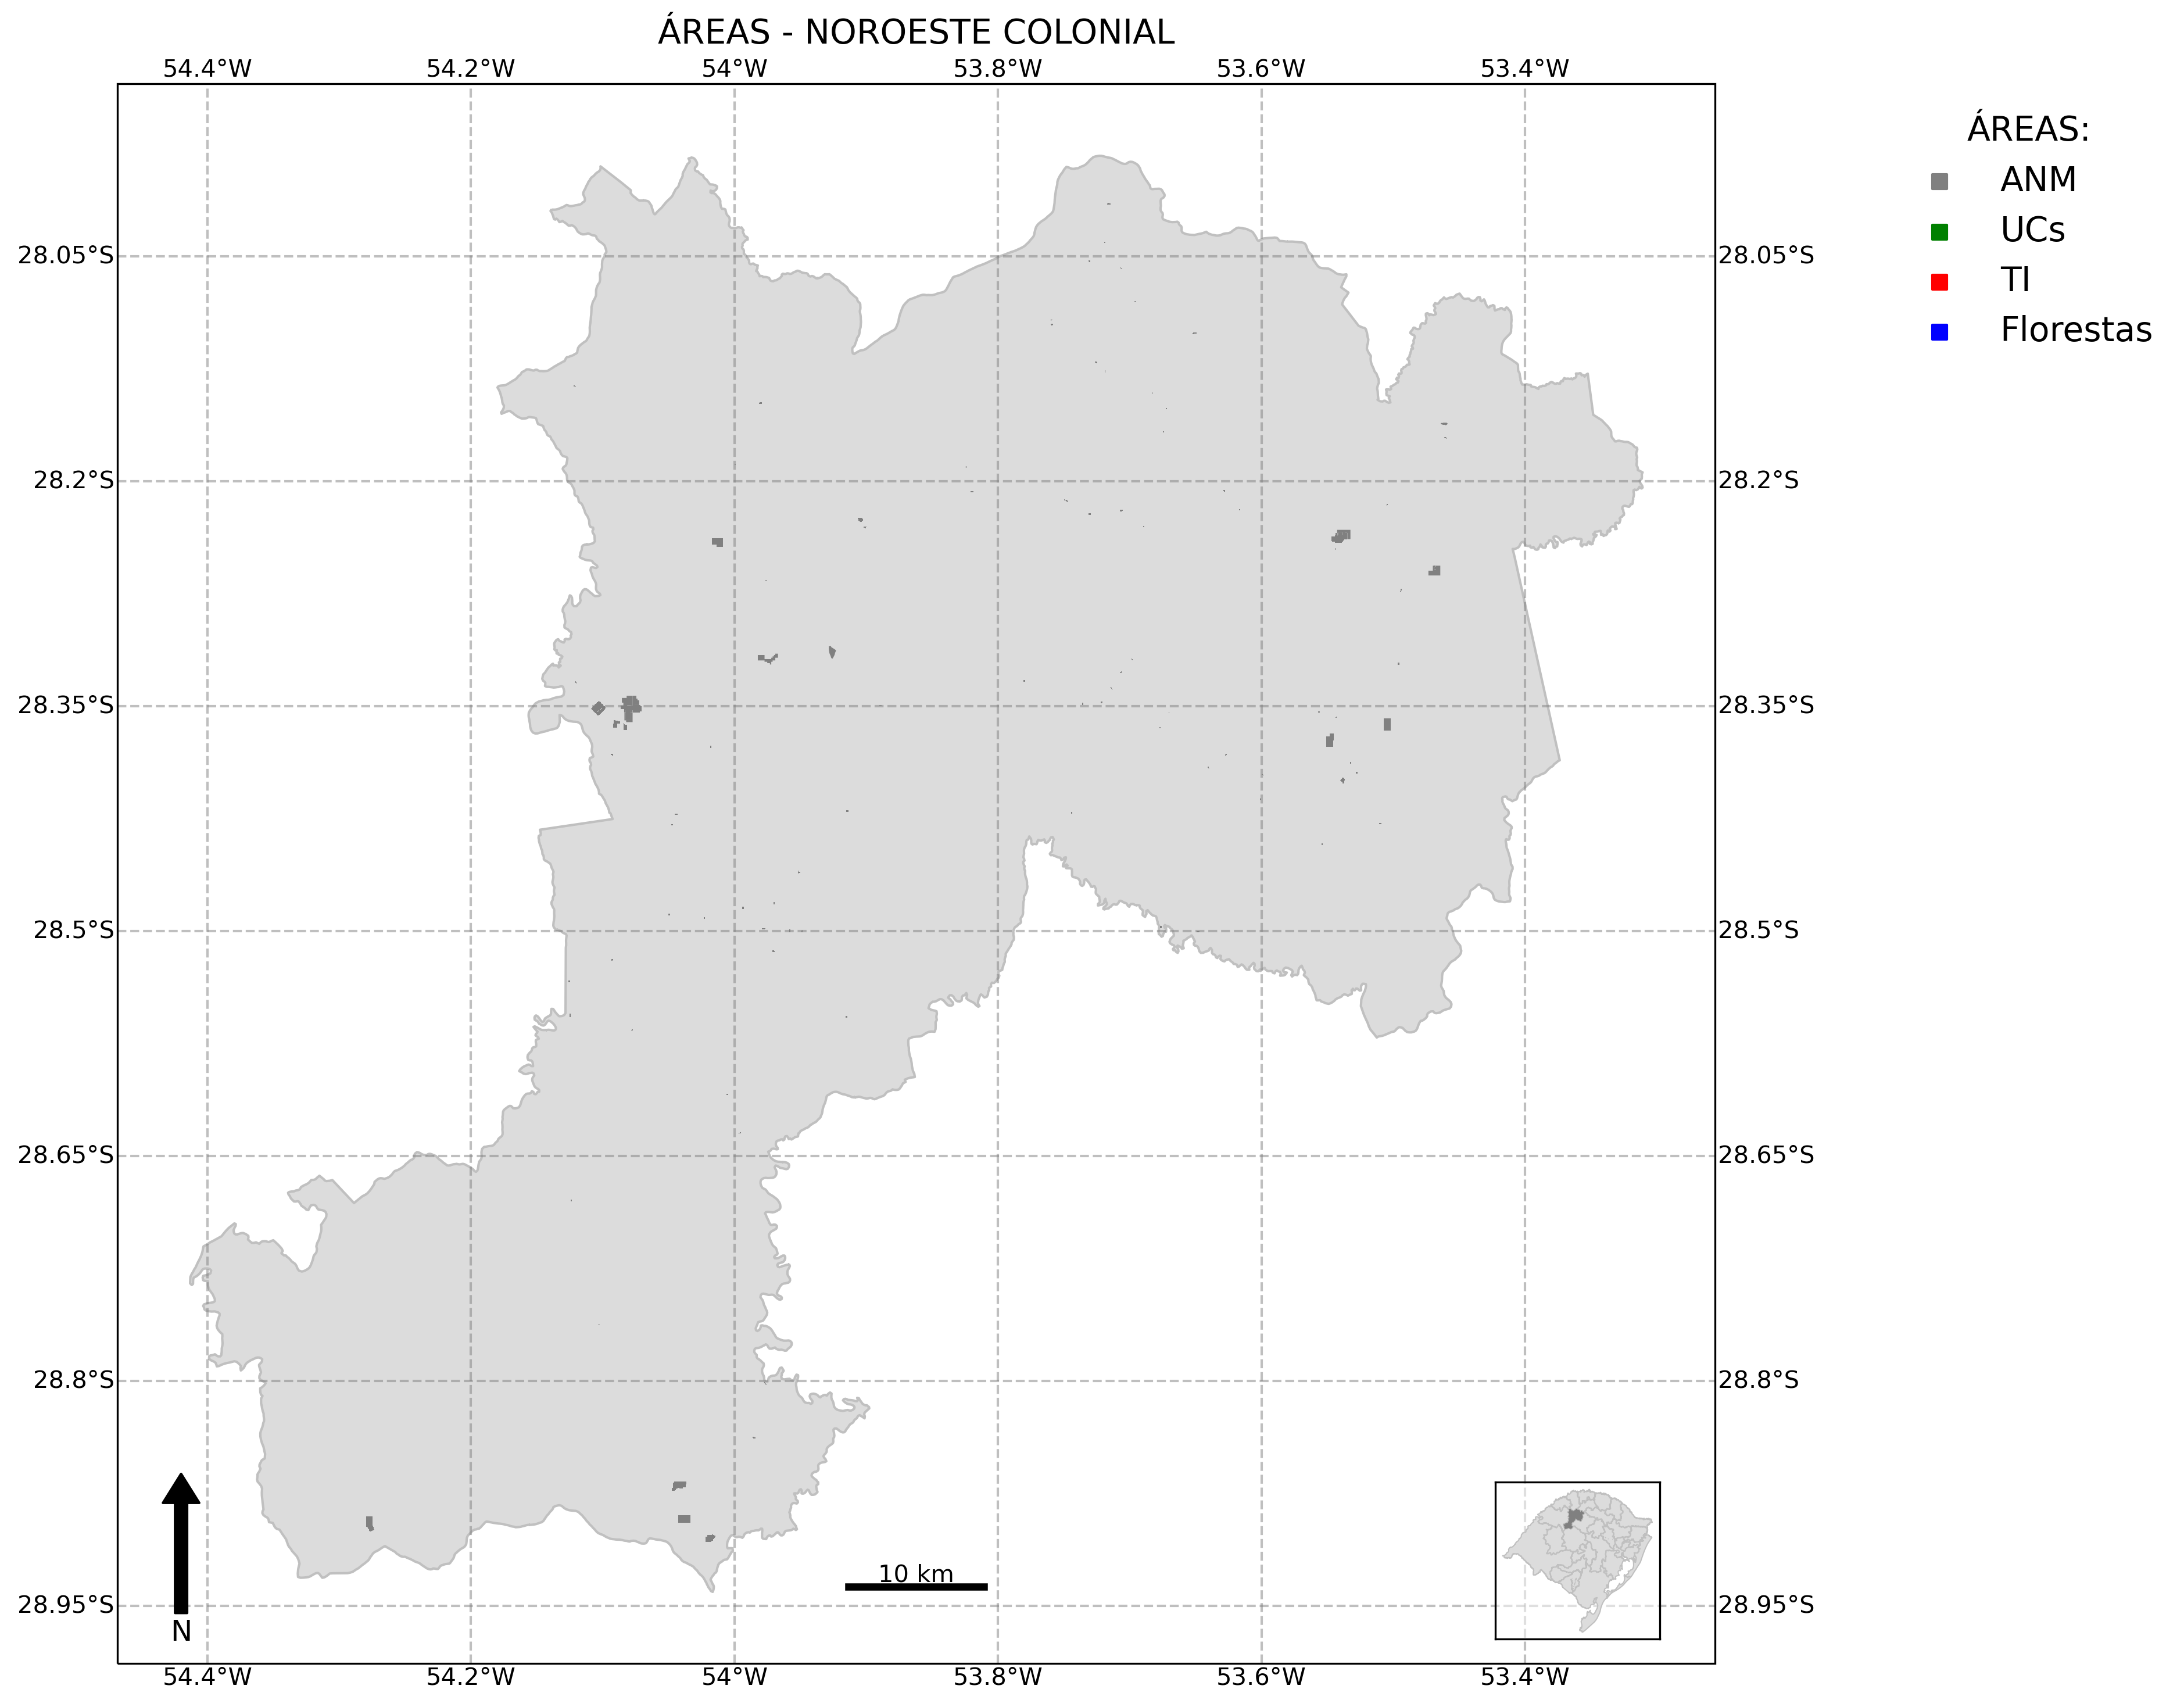 ÁREAS - NOROESTE COLONIAL
54.4°W 54.2°W 54°W 53.8°W 53.6°W 53.4°W
ÁREAS:
ANM
UCs
TI
Florestas
28.05°S 28.05°S
28.2°S 28.2°S
28.35°S 28.35°S
28.5°S 28.5°S
28.65°S 28.65°S
28.8°S 28.8°S
10 km
28.95°S 28.95°S
N
54.4°W 54.2°W 54°W 53.8°W 53.6°W 53.4°W